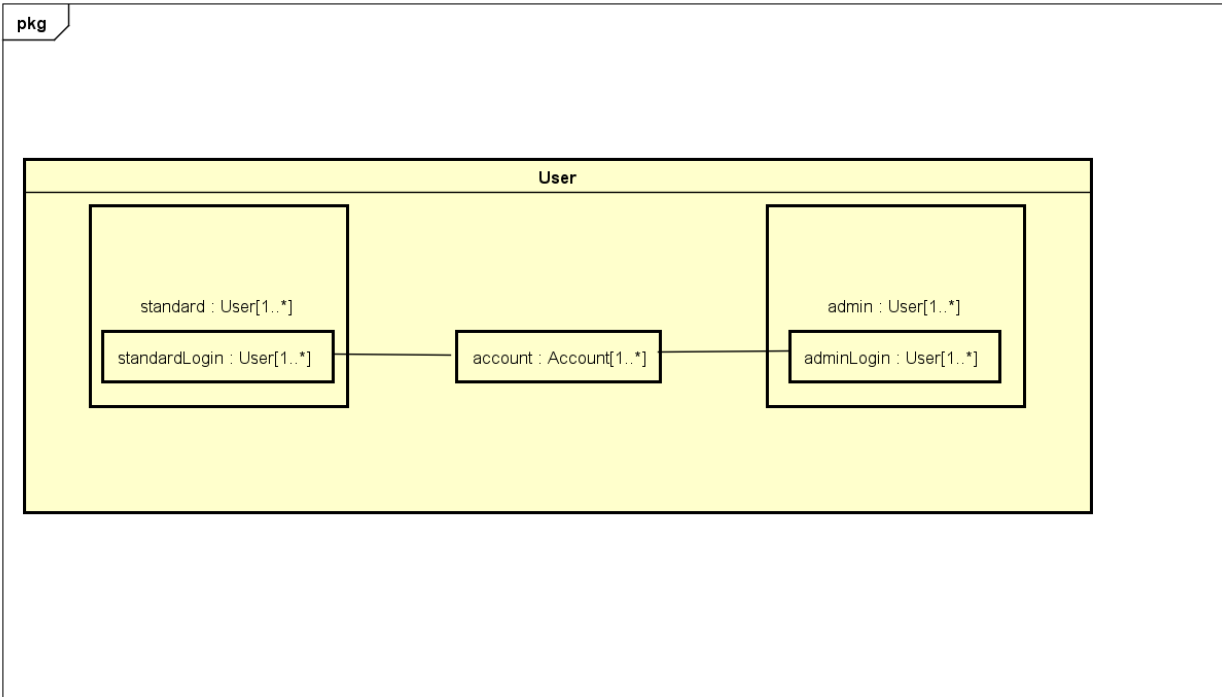 pkg
User
standard : User[1..*]
admin : User[1..*]
standardLogin : User[1..*]
account : Account[1..*]
adminLogin : User[1..*]